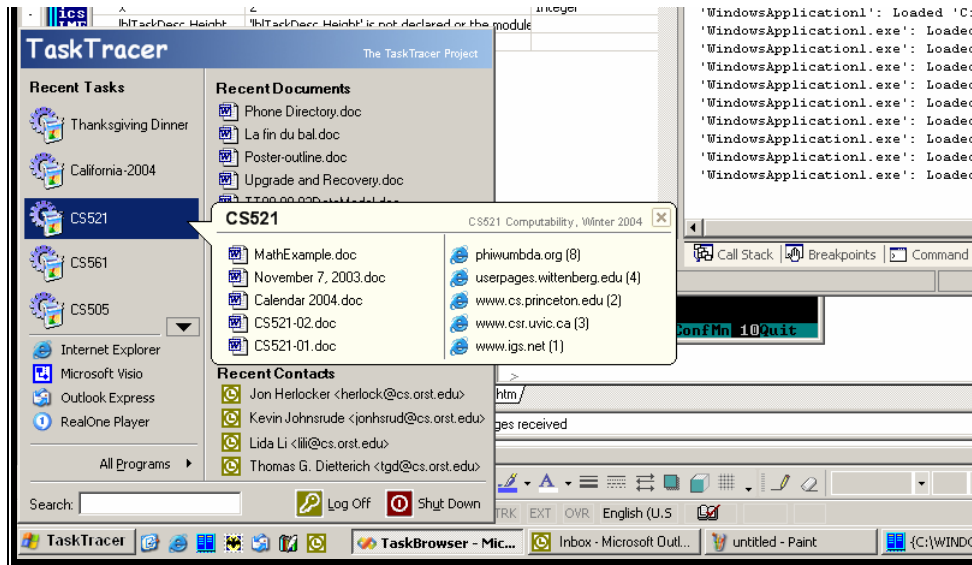 ics
X
2
Integer
lblTaskDesc.Height
'lblTaskDesc.Height' is not declared or the module
TaskTracer
The TaskTracer Project
Recent Tasks
Thanksgiving Dinner
California-2004
CS521
CS561
CS505
Internet Explorer
Microsoft Visio
Outlook Express
RealOne Player
All Programs
Search:
Recent Documents
Phone Directory.doc
La fin du bal.doc
Poster-outline.doc
Upgrade and Recovery.doc
CS521
CS521 Computability, Winter 2004
MathExample.doc
November 7, 2003.doc
Calendar 2004.doc
CS521-02.doc
CS521-01.doc
phiwumbda.org (8)
userpages.wittenberg.edu (4)
www.cs.princeton.edu (2)
www.csr.uvic.ca (3)
www.igs.net (1)
Recent Contacts
Jon Herlocker <herlock@cs.orst.edu>
Kevin Johnsrude <jonhsrud@cs.orst.edu>
Lida Li <lili@cs.orst.edu>
Thomas G. Dietterich <tgd@cs.orst.edu>
Log Off
Shut Down
'WindowsApplication1': Loaded 'C:
'WindowsApplication1.exe': Loaded
'WindowsApplication1.exe': Loaded
'WindowsApplication1.exe': Loaded
'WindowsApplication1.exe': Loaded
'WindowsApplication1.exe': Loaded
'WindowsApplication1.exe': Loaded
'WindowsApplication1.exe': Loaded
'WindowsApplication1.exe': Loaded
'WindowsApplication1.exe': Loaded
Call Stack Breakpoints Command
ConfMn 10Quit
>
htm
ges received
TRK EXT OVR English (U.S
TaskTracer
TaskBrowser - Mic...
Inbox - Microsoft Outl...
untitled - Paint
{C:\WINDO